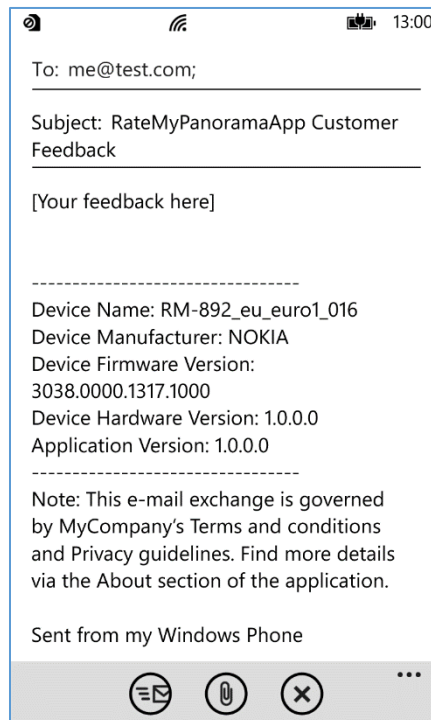 13:00
To: me@test.com;
Subject: RateMyPanoramaApp Customer
Feedback
[Your feedback here]
---------------------------------
Device Name: RM-892_eu_euro1_016
Device Manufacturer: NOKIA
Device Firmware Version:
3038.0000.1317.1000
Device Hardware Version: 1.0.0.0
Application Version: 1.0.0.0
---------------------------------
Note: This e-mail exchange is governed
by MyCompany's Terms and conditions
and Privacy guidelines. Find more details
via the About section of the application.
Sent from my Windows Phone